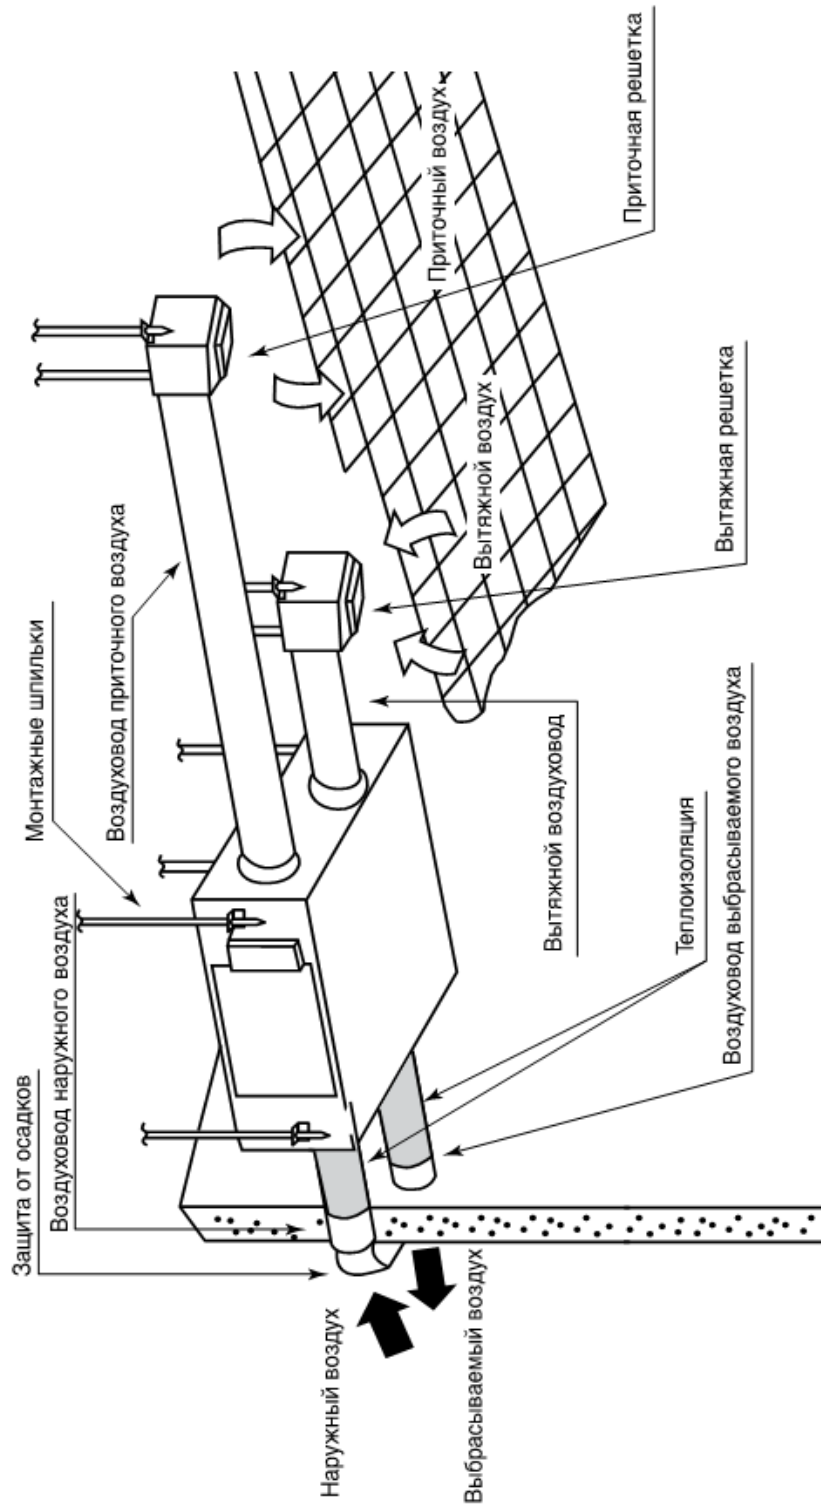 Защита от осадков
Воздуховод наружного воздуха
Монтажные шпильки
Воздуховод приточного воздуха
Наружный воздух
Выбрасываемый воздух
Приточный воздух
Вытяжной воздух
Вытяжной воздуховод
Теплоизоляция
Воздуховод выбрасываемого воздуха
Вытяжная решетка
Приточная решетка